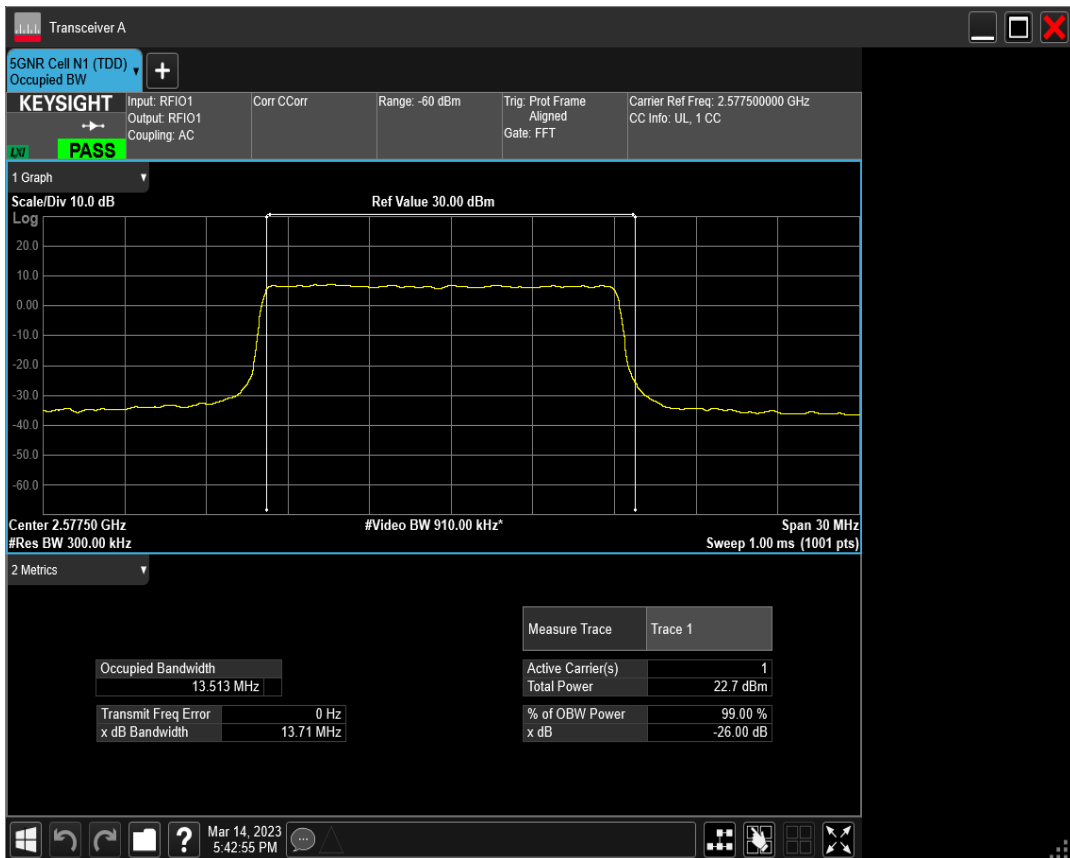 Transceiver A
5GNR Cell N1 (TDD)
Occupied BW
KEYSIGHT
LXI
PASS
Input: RFIO1
Output: RFIO1
Coupling: AC
Corr CCorr
Range: -60 dBm
Trig: Prot Frame
Aligned
Gate: FFT
Carrier Ref Freq: 2.577500000 GHz
CC Info: UL, 1 CC
1 Graph
Scale/Div 10.0 dB
Ref Value 30.00 dBm
Log
20.0
10.0
0.00
-10.0
-20.0
-30.0
-40.0
-50.0
-60.0
Center 2.57750 GHz
#Video BW 910.00 kHz*
Span 30 MHz
#Res BW 300.00 kHz
Sweep 1.00 ms (1001 pts)
2 Metrics
Measure Trace Trace 1
Occupied Bandwidth
13.513 MHz
Active Carrier(s) 1
Total Power 22.7 dBm
Transmit Freq Error 0 Hz
x dB Bandwidth 13.71 MHz
% of OBW Power 99.00 %
x dB -26.00 dB
?
Mar 14, 2023
5:42:55 PM